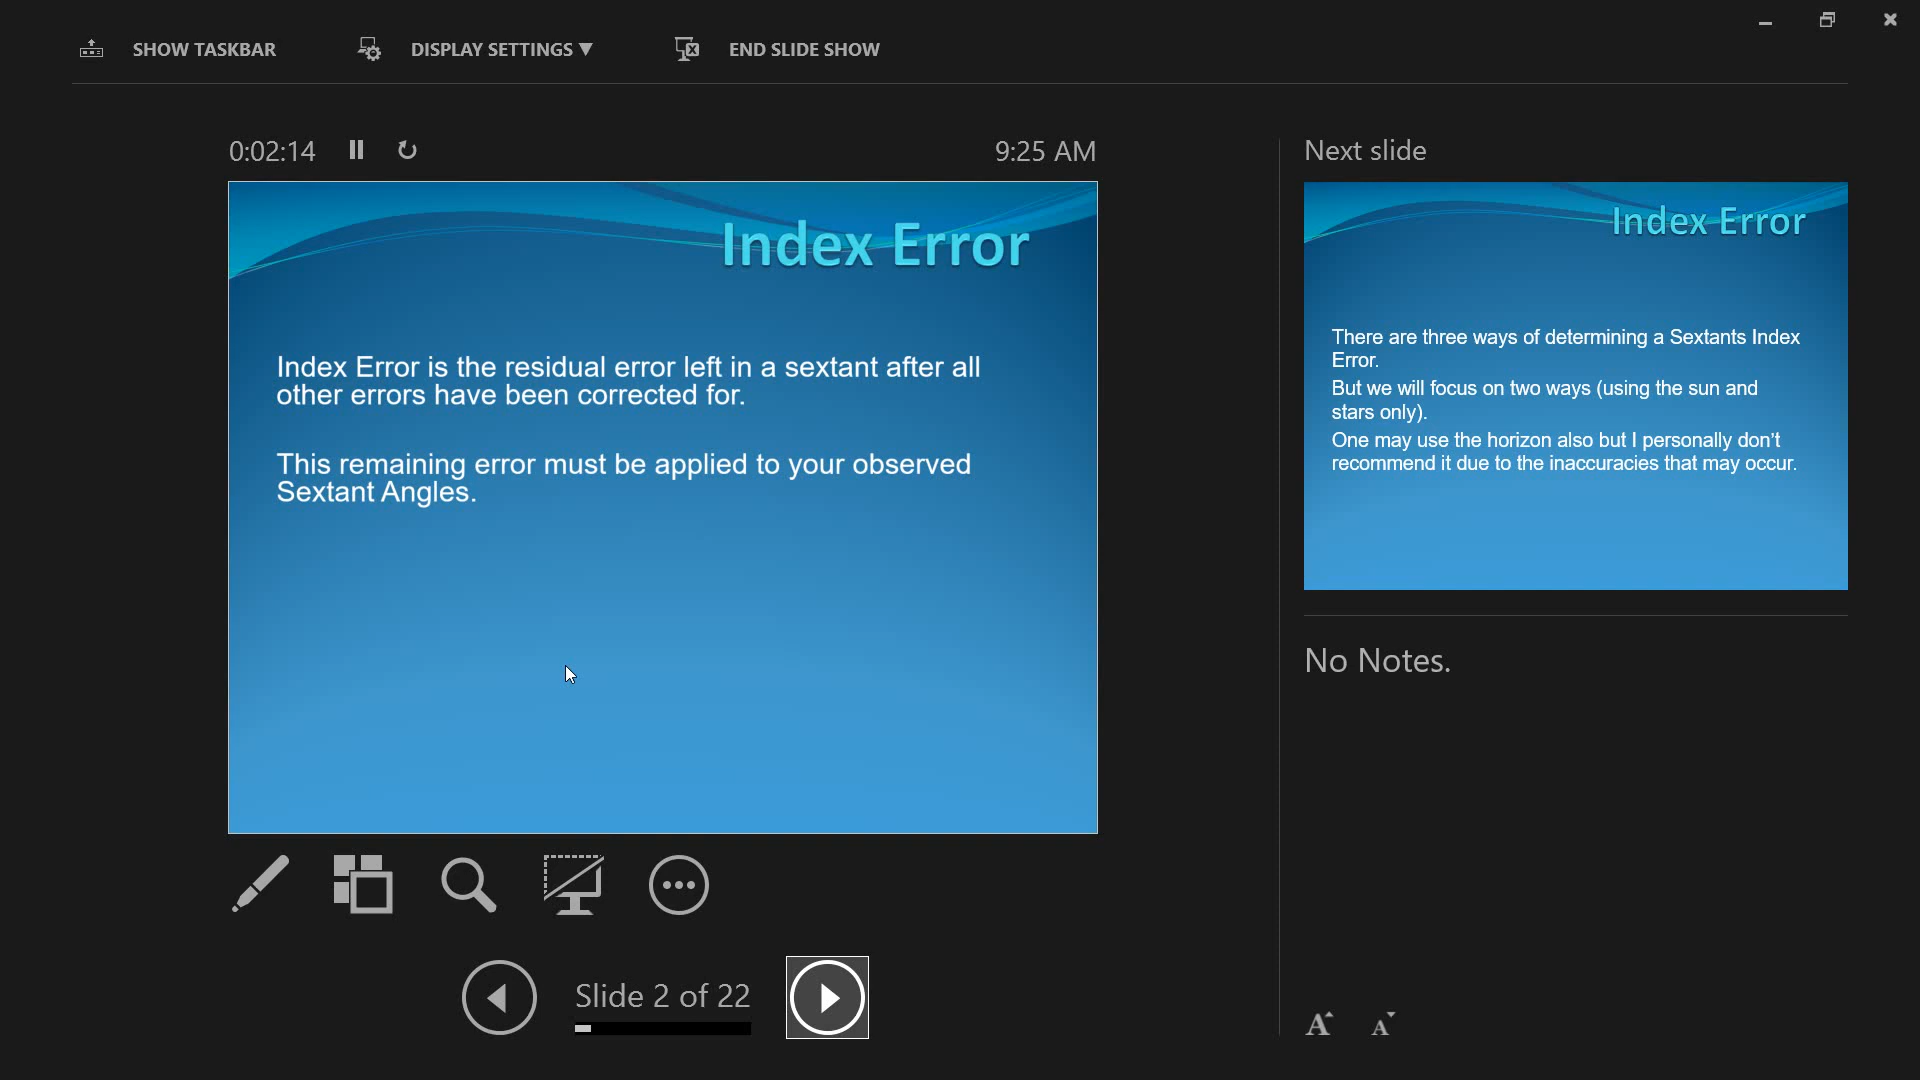 SHOW TASKBAR
DISPLAY SETTINGS ▼
END SLIDE SHOW
0:02:14
9:25 AM
Index Error
Index Error is the residual error left in a sextant after all
other errors have been corrected for.
This remaining error must be applied to your observed
Sextant Angles.
Slide 2 of 22
Next slide
Index Error
There are three ways of determining a Sextants Index
Error.
But we will focus on two ways (using the sun and
stars only).
One may use the horizon also but I personally don’t
recommend it due to the inaccuracies that may occur.
No Notes.
A A